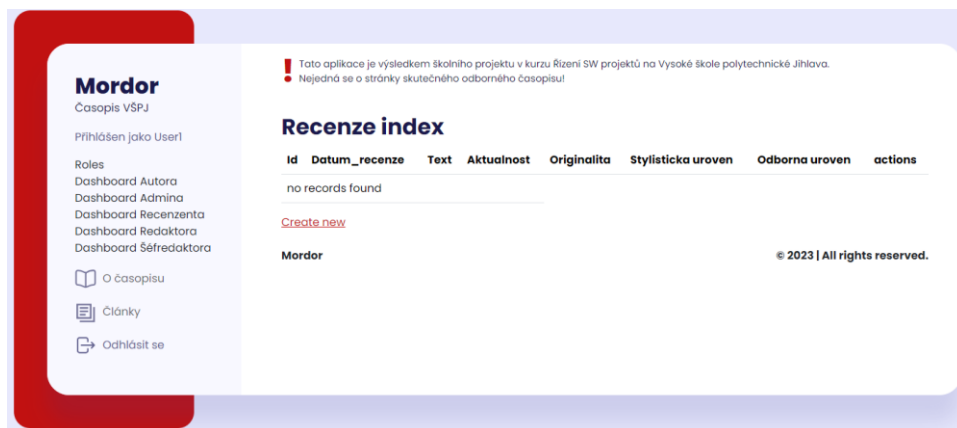 Mordor
Časopis VŠPJ
Přihlášen jako User1
Roles
Dashboard Autora
Dashboard Admina
Dashboard Recenzenta
Dashboard Redaktora
Dashboard Šéfredaktora
O časopisu
Články
Odhlásit se
! Tato aplikace je výsledkem školního projektu v kurzu Řízení SW projektů na Vysoké škole polytechnické Jihlava.
Nejedná se o stránky skutečného odborného časopisu!
Recenze index
Id Datum_recenze Text Aktualnost Originalita Stylisticka uroven Odborna uroven actions
no records found
Create new
Mordor © 2023 | All rights reserved.